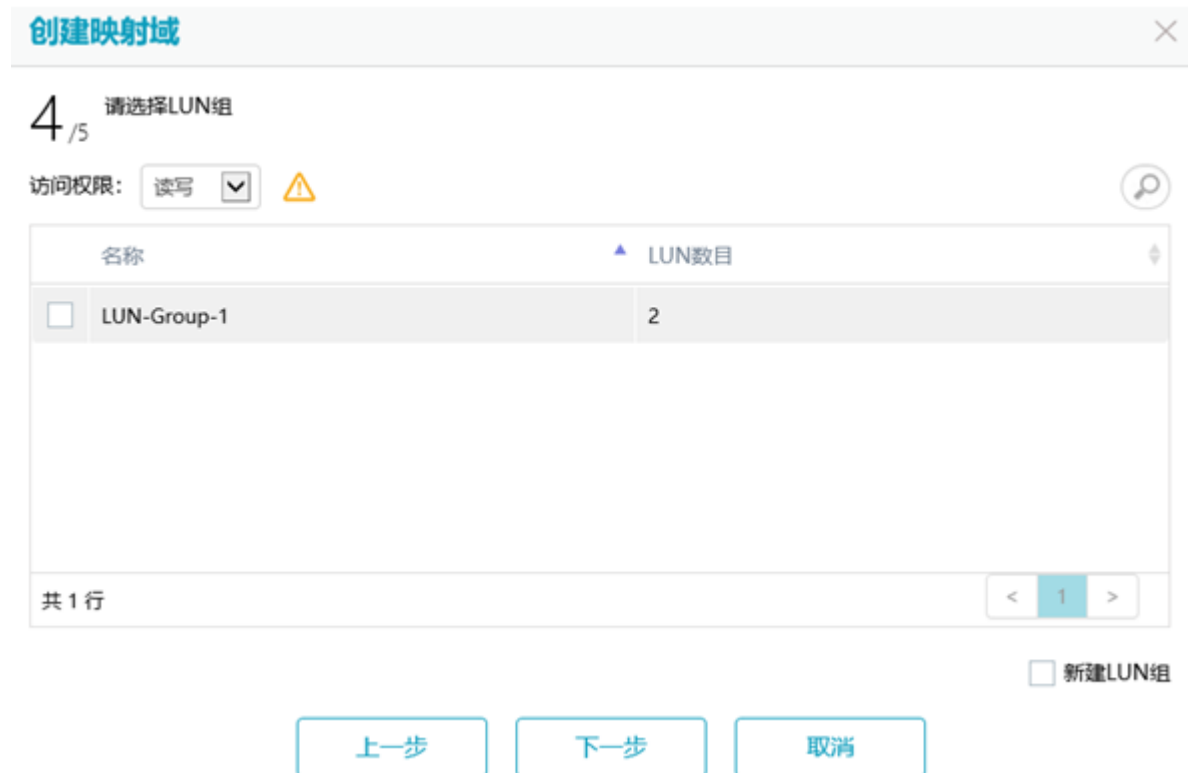 创建映射域
4/5 请选择LUN组
访问权限： 读写
名称 LUN数目
LUN-Group-1 2
共 1 行 < 1 >
新建LUN组
上一步 下一步 取消